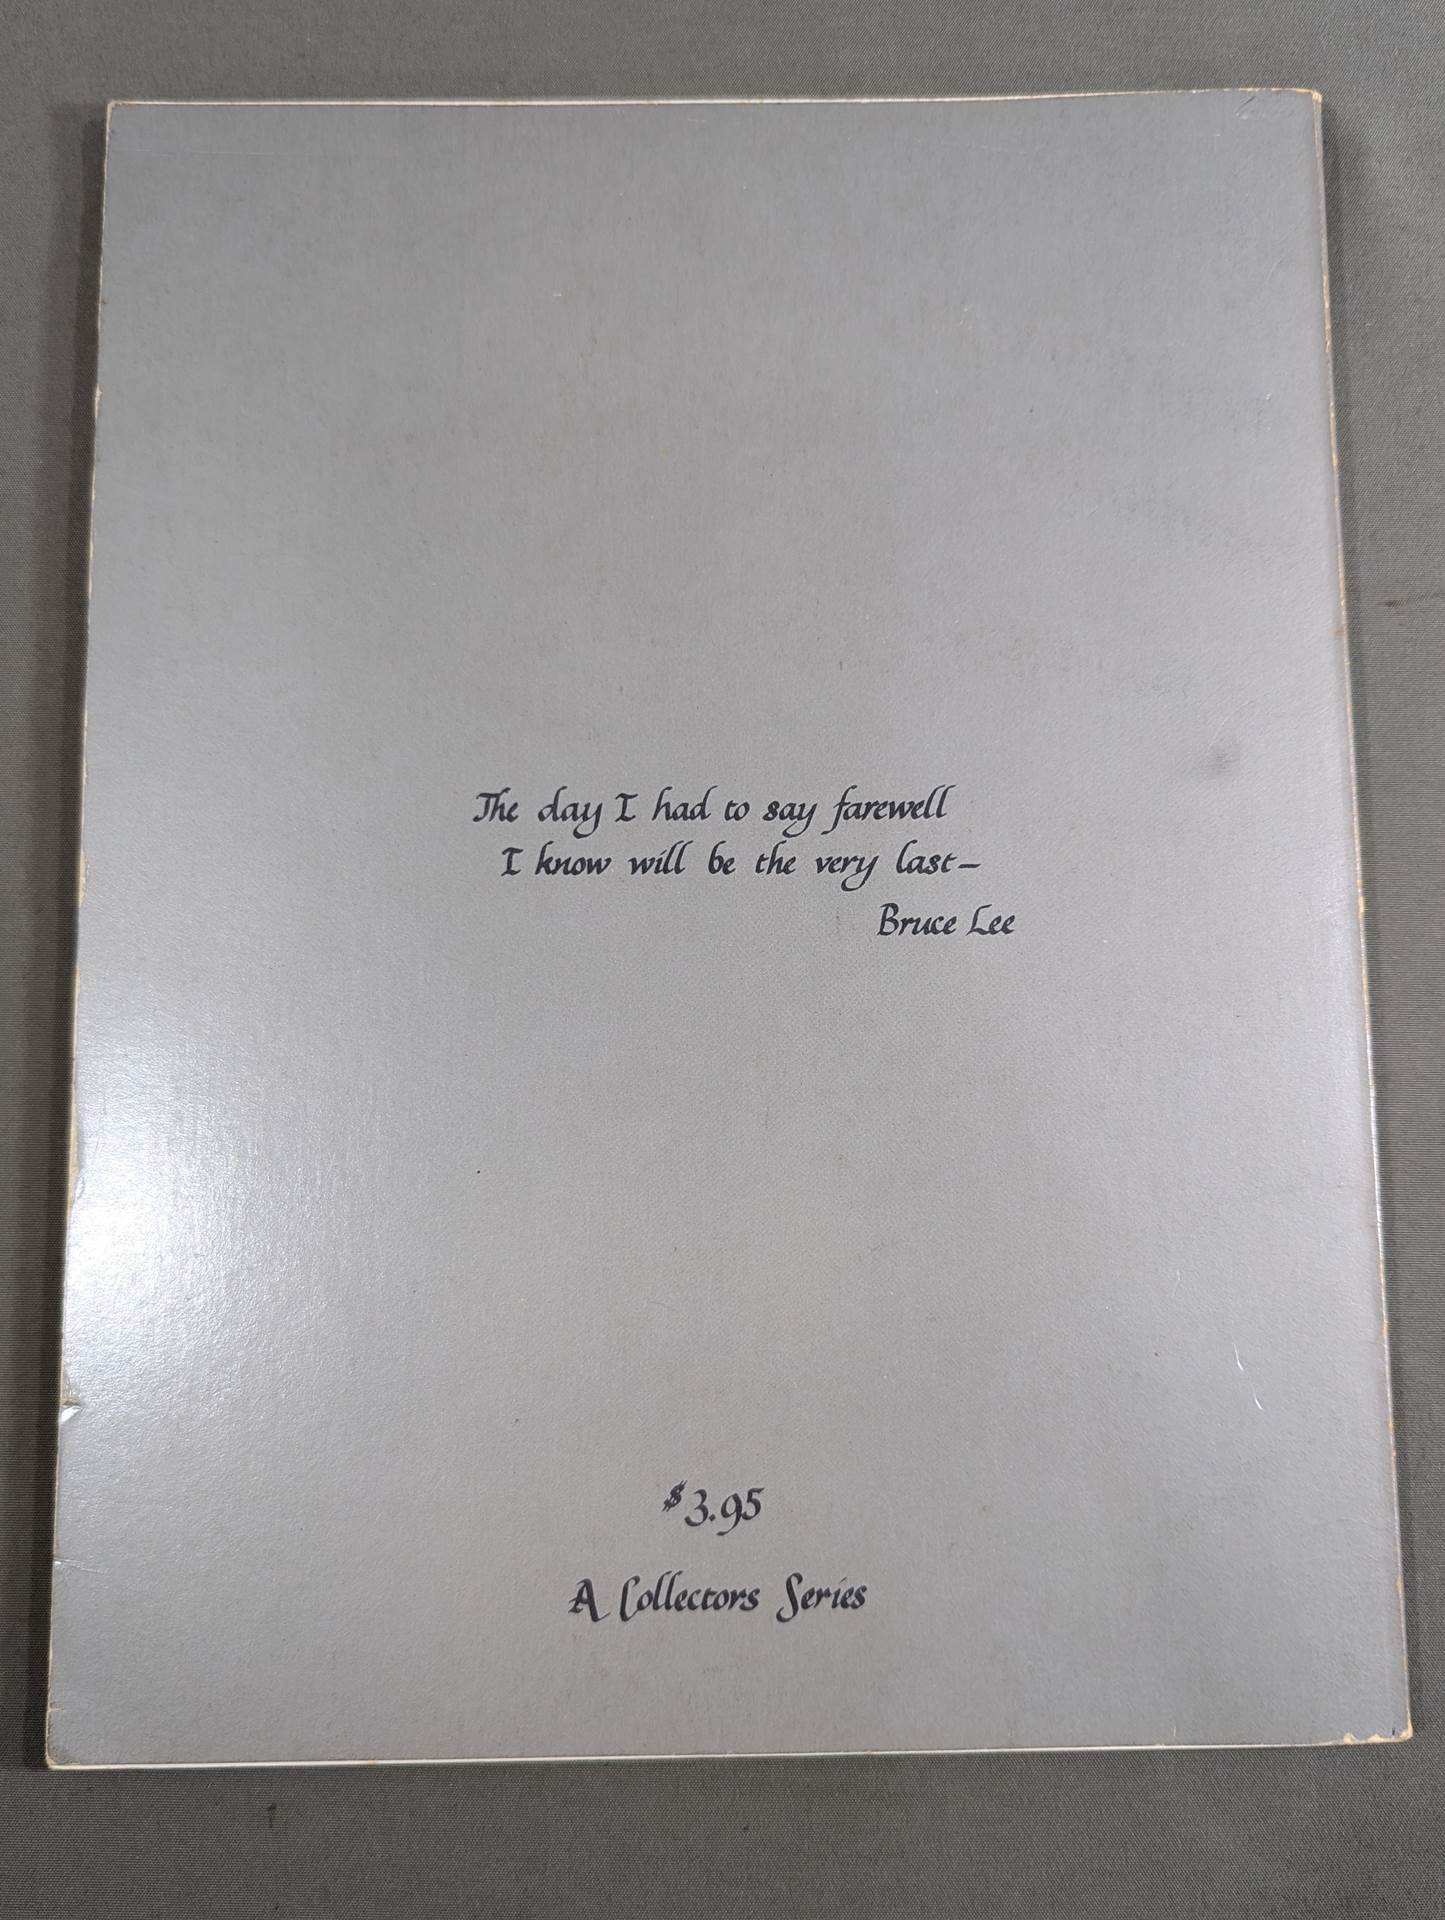 The day I had to say farewell
I know will be the very last—
Bruce Lee
$3.95
A Collectors Series